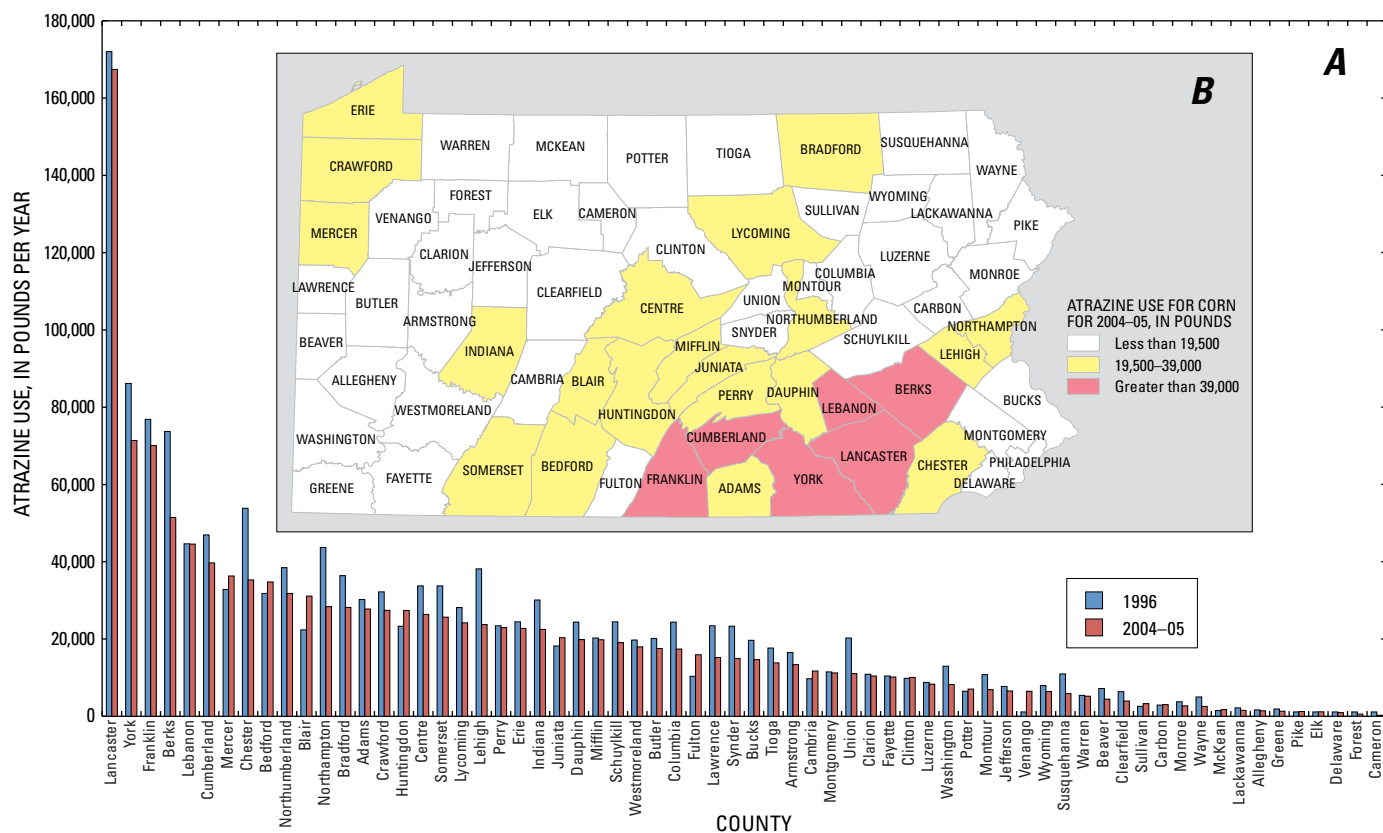 180,000
160,000
140,000
120,000
100,000
80,000
60,000
40,000
20,000
0
ATRAZINE USE, IN POUNDS PER YEAR
A
B
ERIE
CRAWFORD
MERCER
WARREN
MCKEAN
POTTER
TIOGA
BRADFORD
SUSQUEHANNA
WAYNE
FOREST
VENANGO
ELK
CAMERON
SULLIVAN
WYOMING
LACKAWANNA
PIKE
CLARION
JEFFERSON
CLINTON
LYCOMING
LUZERNE
MONROE
LAWRENCE
BUTLER
CLEARFIELD
CENTRE
UNION
MONTOUR
COLUMBIA
CARBON
ARMSTRONG
SNYDER
NORTHUMBERLAND
SCHUYLKILL
NORTHAMPTON
LEHIGH
BEAVER
INDIANA
MIFFLIN
JUNIATA
ALLEGHENY
CAMBRIA
BLAIR
PERRY
DAUPHIN
BERKS
LEBANON
BUCKS
WESTMORELAND
HUNTINGDON
MONTGOMERY
WASHINGTON
CUMBERLAND
LANCASTER
CHESTER
PHILADELPHIA
GREENE
FAYETTE
SOMERSET
BEDFORD
FULTON
FRANKLIN
ADAMS
YORK
DELAWARE
ATRAZINE USE FOR CORN
FOR 2004–05, IN POUNDS
Less than 19,500
19,500–39,000
Greater than 39,000
1996
2004–05
Lancaster
York
Franklin
Berks
Lebanon
Cumberland
Mercer
Chester
Bedford
Northumberland
Blair
Northampton
Bradford
Adams
Crawford
Huntingdon
Centre
Somerset
Lycoming
Lehigh
Perry
Erie
Indiana
Juniata
Dauphin
Mifflin
Schuylkill
Westmoreland
Butler
Columbia
Fulton
Lawrence
Synder
Bucks
Tioga
Armstrong
Cambria
Montgomery
Union
Clarion
Fayette
Clinton
Luzerne
Washington
Potter
Montour
Jefferson
Venango
Wyoming
Susquehanna
Warren
Beaver
Clearfield
Sullivan
Carbon
Monroe
Wayne
McKean
Lackawanna
Allegheny
Greene
Pike
Elk
Delaware
Forest
Cameron
COUNTY